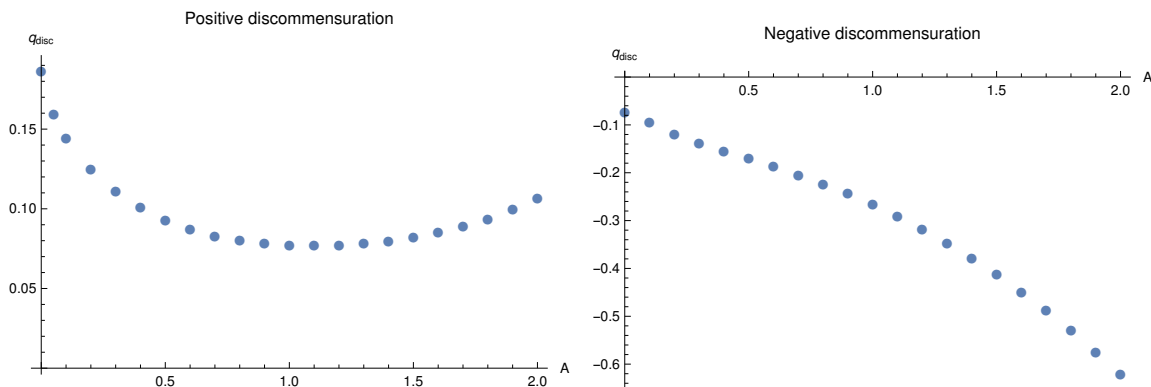 Positive discommensuration
q_disc
0.15
0.10
0.05
0.5
1.0
1.5
2.0
A
Negative discommensuration
q_disc
A
0.5
1.0
1.5
2.0
-0.1
-0.2
-0.3
-0.4
-0.5
-0.6